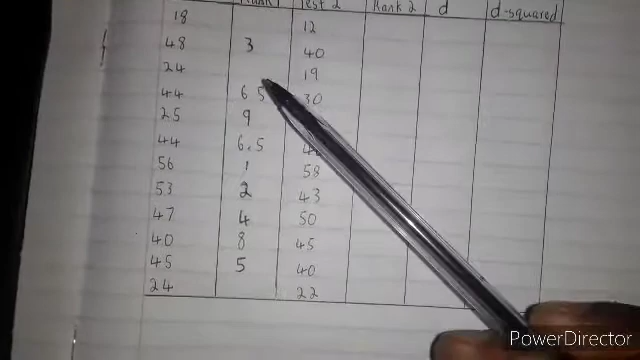 Rank 1 Test 2 Rank 2 d d-squared
18 12
48 3 40
24 19
44 6.5 30
25 9
44 6.5
56 1 58
53 2 43
47 4 50
40 8 45
45 5 40
24 22
PowerDirector